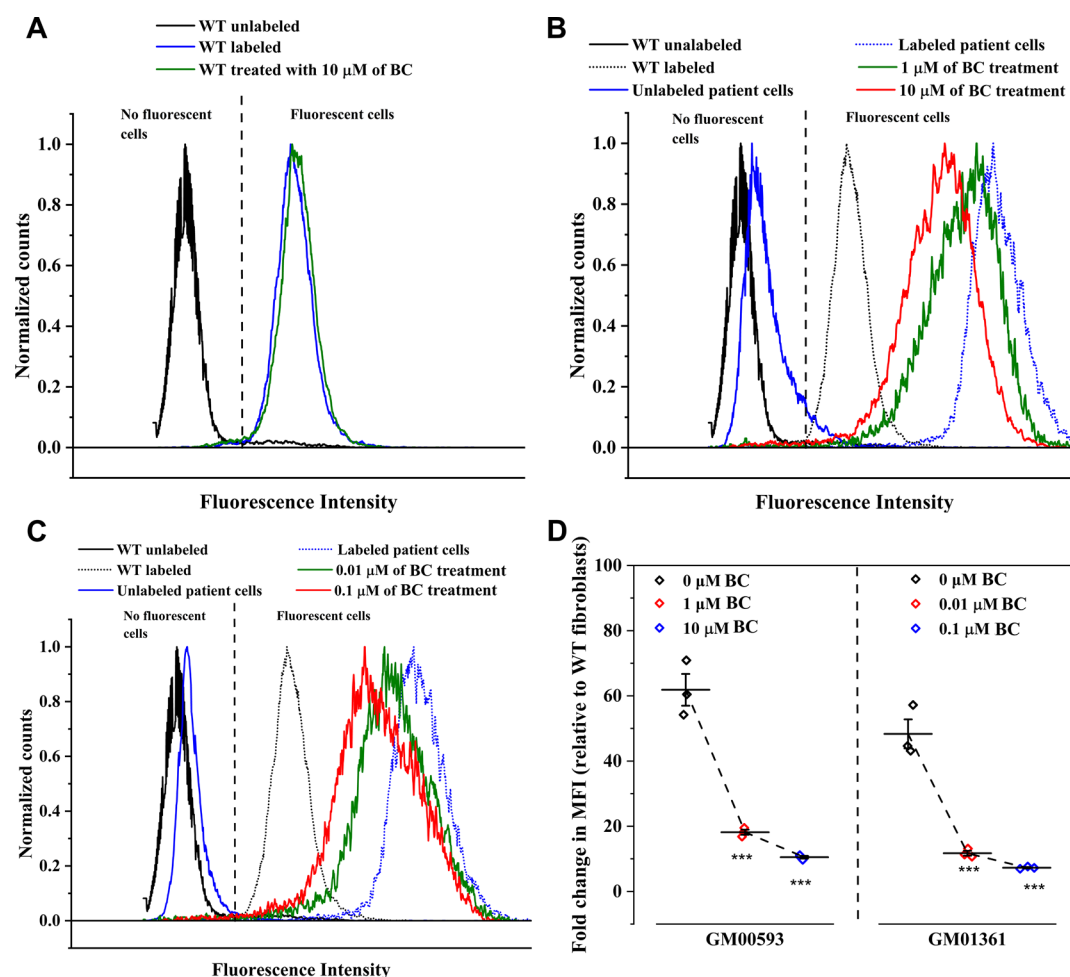 A
WT unlabeled
WT labeled
WT treated with 10 μM of BC
No fluorescent
cells
Fluorescent cells
1.0
0.8
0.6
0.4
0.2
0.0
Normalized counts
Fluorescence Intensity
B
WT unalabeled
WT labeled
Unlabeled patient cells
Labeled patient cells
1 μM of BC treatment
10 μM of BC treatment
No fluorescent
cells
Fluorescent cells
1.0
0.8
0.6
0.4
0.2
0.0
Normalized counts
Fluorescence Intensity
C
WT unlabeled
WT labeled
Unlabeled patient cells
Labeled patient cells
0.01 μM of BC treatment
0.1 μM of BC treatment
No fluorescent
cells
Fluorescent cells
1.0
0.8
0.6
0.4
0.2
0.0
Normalized counts
Fluorescence Intensity
D
100
80
60
40
20
0
Fold change in MFI (relative to WT fibroblasts)
0 μM BC
1 μM BC
10 μM BC
0 μM BC
0.01 μM BC
0.1 μM BC
***
***
***
***
GM00593
GM01361